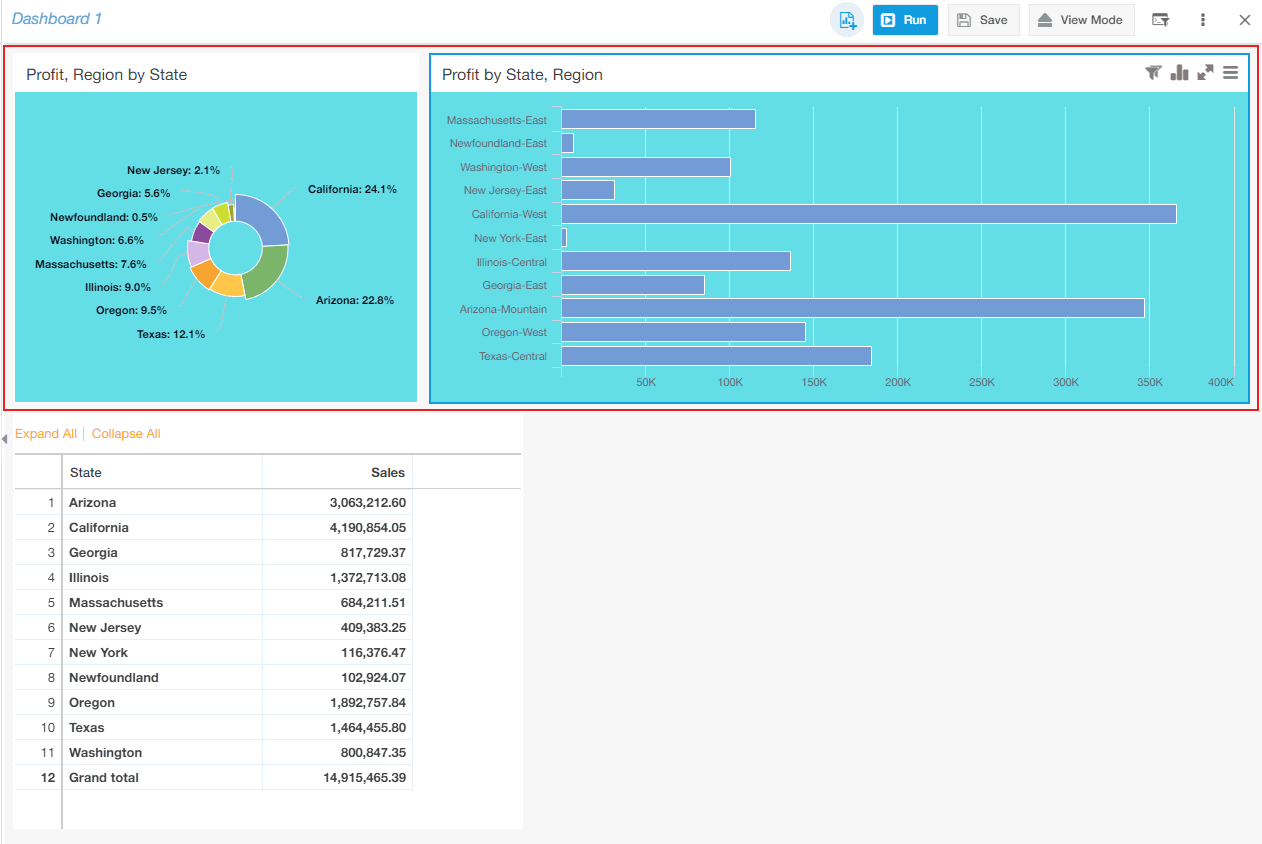 Dashboard 1
Run
Save
View Mode
Profit, Region by State
New Jersey: 2.1%
Georgia: 5.6%
California: 24.1%
Newfoundland: 0.5%
Washington: 6.6%
Massachusetts: 7.6%
Illinois: 9.0%
Arizona: 22.8%
Oregon: 9.5%
Texas: 12.1%
Profit by State, Region
Massachusetts-East
Newfoundland-East
Washington-West
New Jersey-East
California-West
New York-East
Illinois-Central
Georgia-East
Arizona-Mountain
Oregon-West
Texas-Central
50K 100K 150K 200K 250K 300K 350K 400K
Expand All | Collapse All
State Sales
1 Arizona 3,063,212.60
2 California 4,190,854.05
3 Georgia 817,729.37
4 Illinois 1,372,713.08
5 Massachusetts 684,211.51
6 New Jersey 409,383.25
7 New York 116,376.47
8 Newfoundland 102,924.07
9 Oregon 1,892,757.84
10 Texas 1,464,455.80
11 Washington 800,847.35
12 Grand total 14,915,465.39